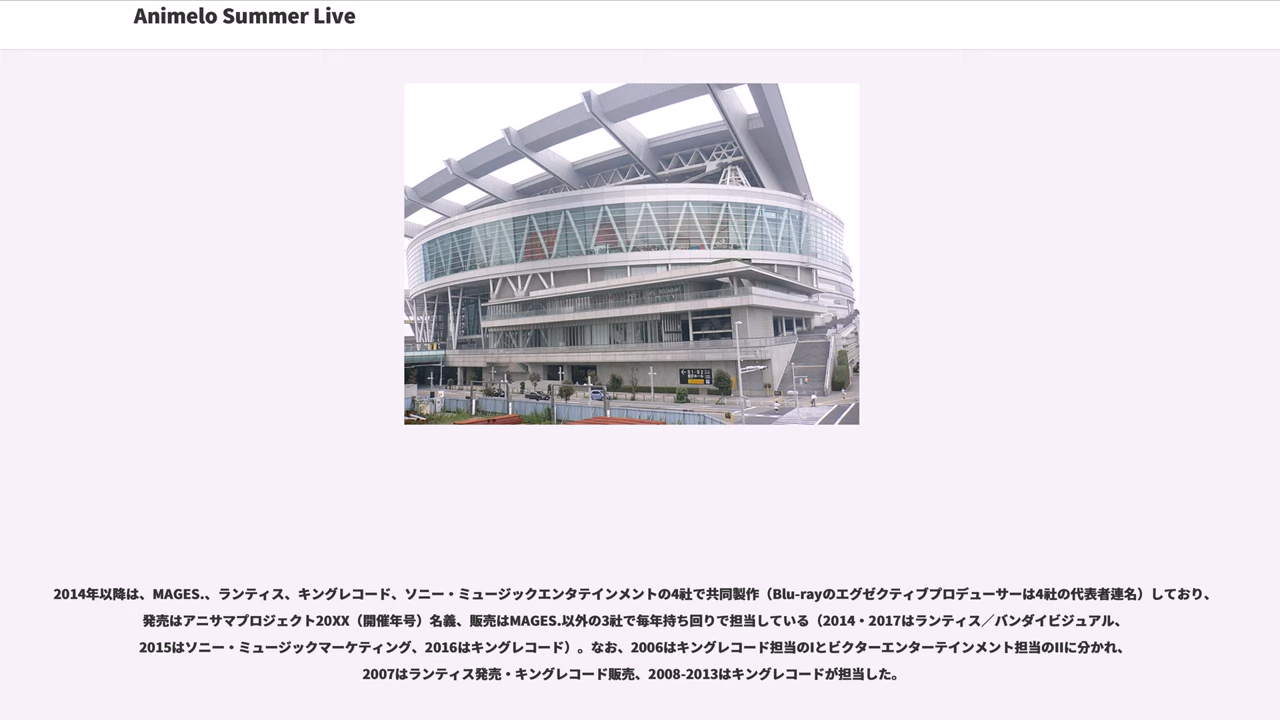 Animelo Summer Live
2014年以降は、MAGES.、ランティス、キングレコード、ソニー・ミュージックエンタテインメントの4社で共同製作（Blu-rayのエグゼクティブプロデューサーは4社の代表者連名）しており、
発売はアニサマプロジェクト20XX（開催年号）名義、販売はMAGES.以外の3社で毎年持ち回りで担当している（2014・2017はランティス／バンダイビジュアル、
2015はソニー・ミュージックマーケティング、2016はキングレコード）。なお、2006はキングレコード担当のIとビクターエンターテインメント担当のIIに分かれ、
2007はランティス発売・キングレコード販売、2008-2013はキングレコードが担当した。